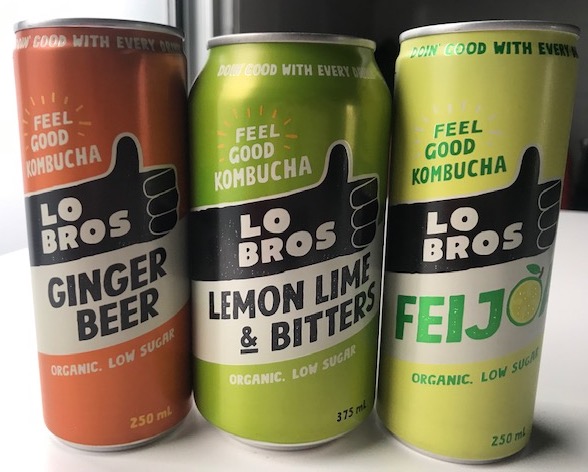 DOIN' GOOD WITH EVERY
FEEL
GOOD
KOMBUCHA
LO
BROS
GINGER
BEER
ORGANIC. LOW SUGAR
250 mL
DOIN' GOOD WITH EVERY
FEEL
GOOD
KOMBUCHA
LO
BROS
LEMON LIME
& BITTERS
ORGANIC. LOW SUGAR
375 mL
DOIN' GOOD WITH EVERY
FEEL
GOOD
KOMBUCHA
LO
BROS
FEIJO
ORGANIC. LOW SUGAR
250 mL